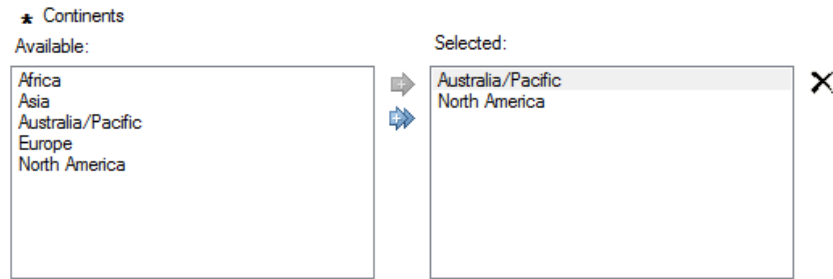 * Continents
Available:
Selected:
Africa
Asia
Australia/Pacific
Europe
North America
Australia/Pacific
North America